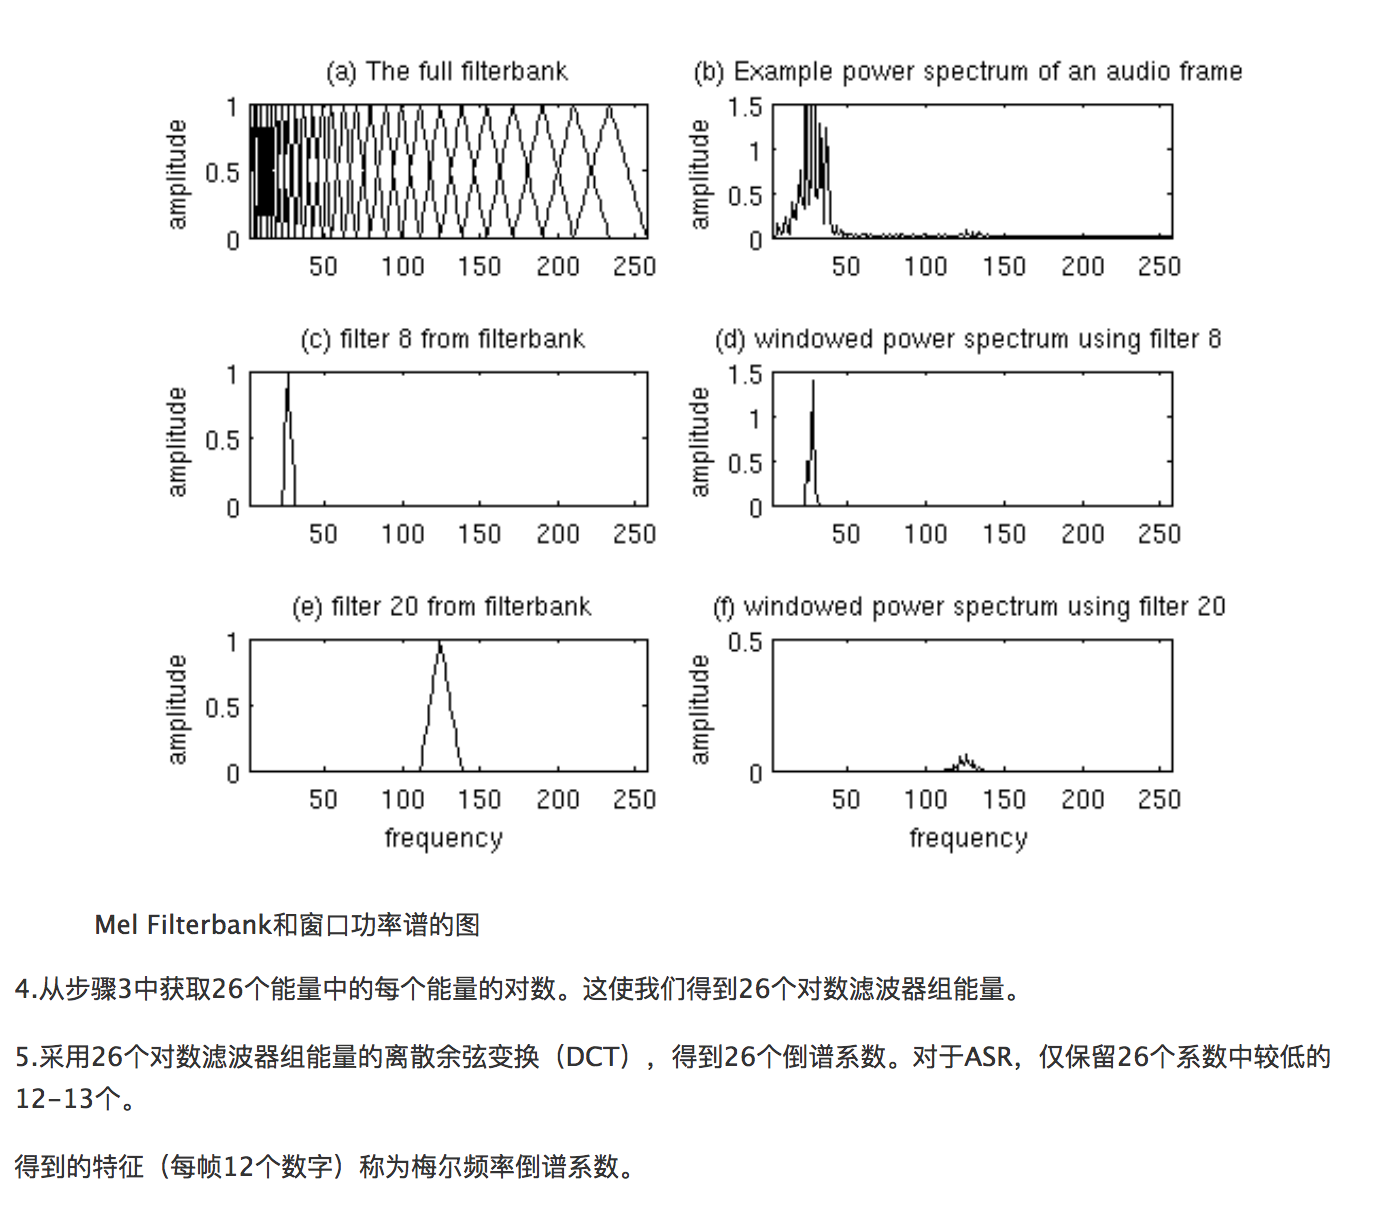 (a) The full filterbank
(b) Example power spectrum of an audio frame
amplitude
1
0.5
0
50 100 150 200 250
amplitude
1.5
1
0.5
0
50 100 150 200 250
(c) filter 8 from filterbank
(d) windowed power spectrum using filter 8
amplitude
1
0.5
0
50 100 150 200 250
amplitude
1.5
1
0.5
0
50 100 150 200 250
(e) filter 20 from filterbank
(f) windowed power spectrum using filter 20
amplitude
1
0.5
0
50 100 150 200 250
frequency
amplitude
0.5
0
50 100 150 200 250
frequency
Mel Filterbank和窗口功率谱的图
4.从步骤3中获取26个能量中的每个能量的对数。这使我们得到26个对数滤波器组能量。
5.采用26个对数滤波器组能量的离散余弦变换（DCT），得到26个倒谱系数。对于ASR，仅保留26个系数中较低的
12-13个。
得到的特征（每帧12个数字）称为梅尔频率倒谱系数。